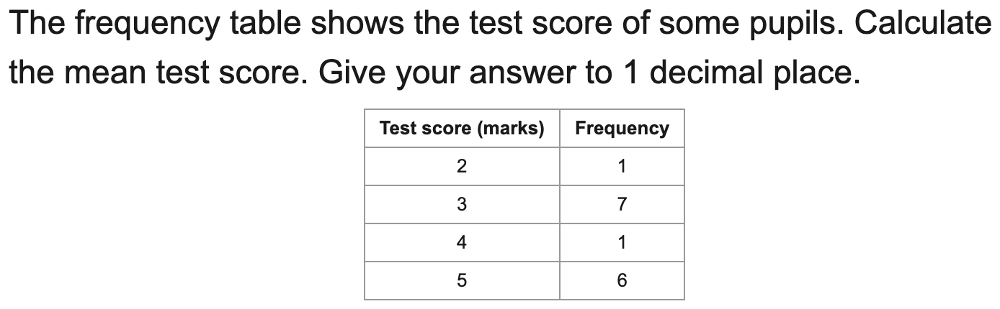 The frequency table shows the test score of some pupils. Calculate
the mean test score. Give your answer to 1 decimal place.
Test score (marks) Frequency
2 1
3 7
4 1
5 6